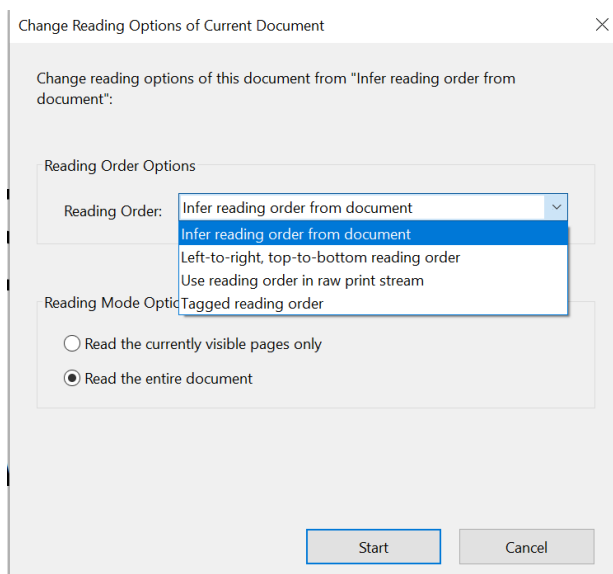 Change Reading Options of Current Document
Change reading options of this document from "Infer reading order from
document":
Reading Order Options
Reading Order: Infer reading order from document
Infer reading order from document
Left-to-right, top-to-bottom reading order
Use reading order in raw print stream
Tagged reading order
Reading Mode
Read the currently visible pages only
Read the entire document
Start Cancel